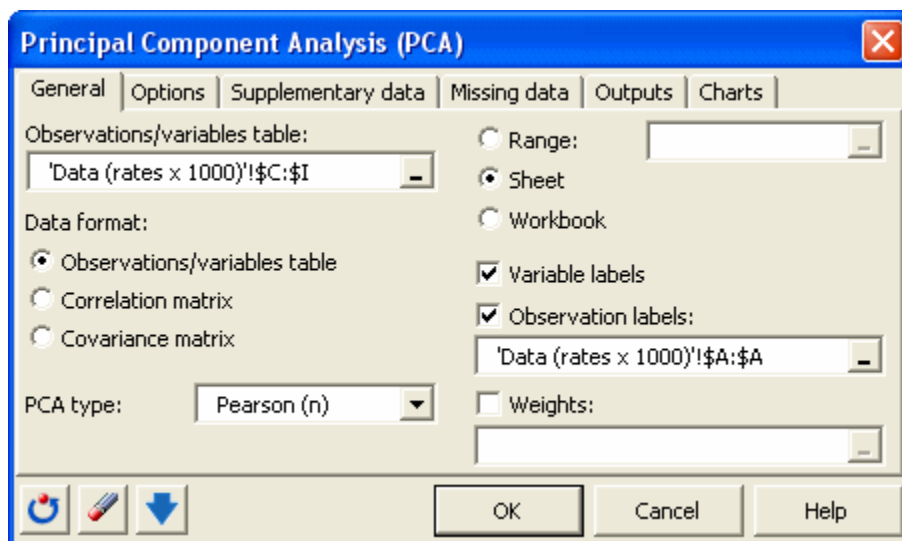 Principal Component Analysis (PCA)
General Options Supplementary data Missing data Outputs Charts
Observations/variables table:
'Data (rates x 1000)'!$C:$I
Data format:
Observations/variables table
Correlation matrix
Covariance matrix
PCA type: Pearson (n)
Range:
Sheet
Workbook
Variable labels
Observation labels:
'Data (rates x 1000)'!$A:$A
Weights:
OK Cancel Help